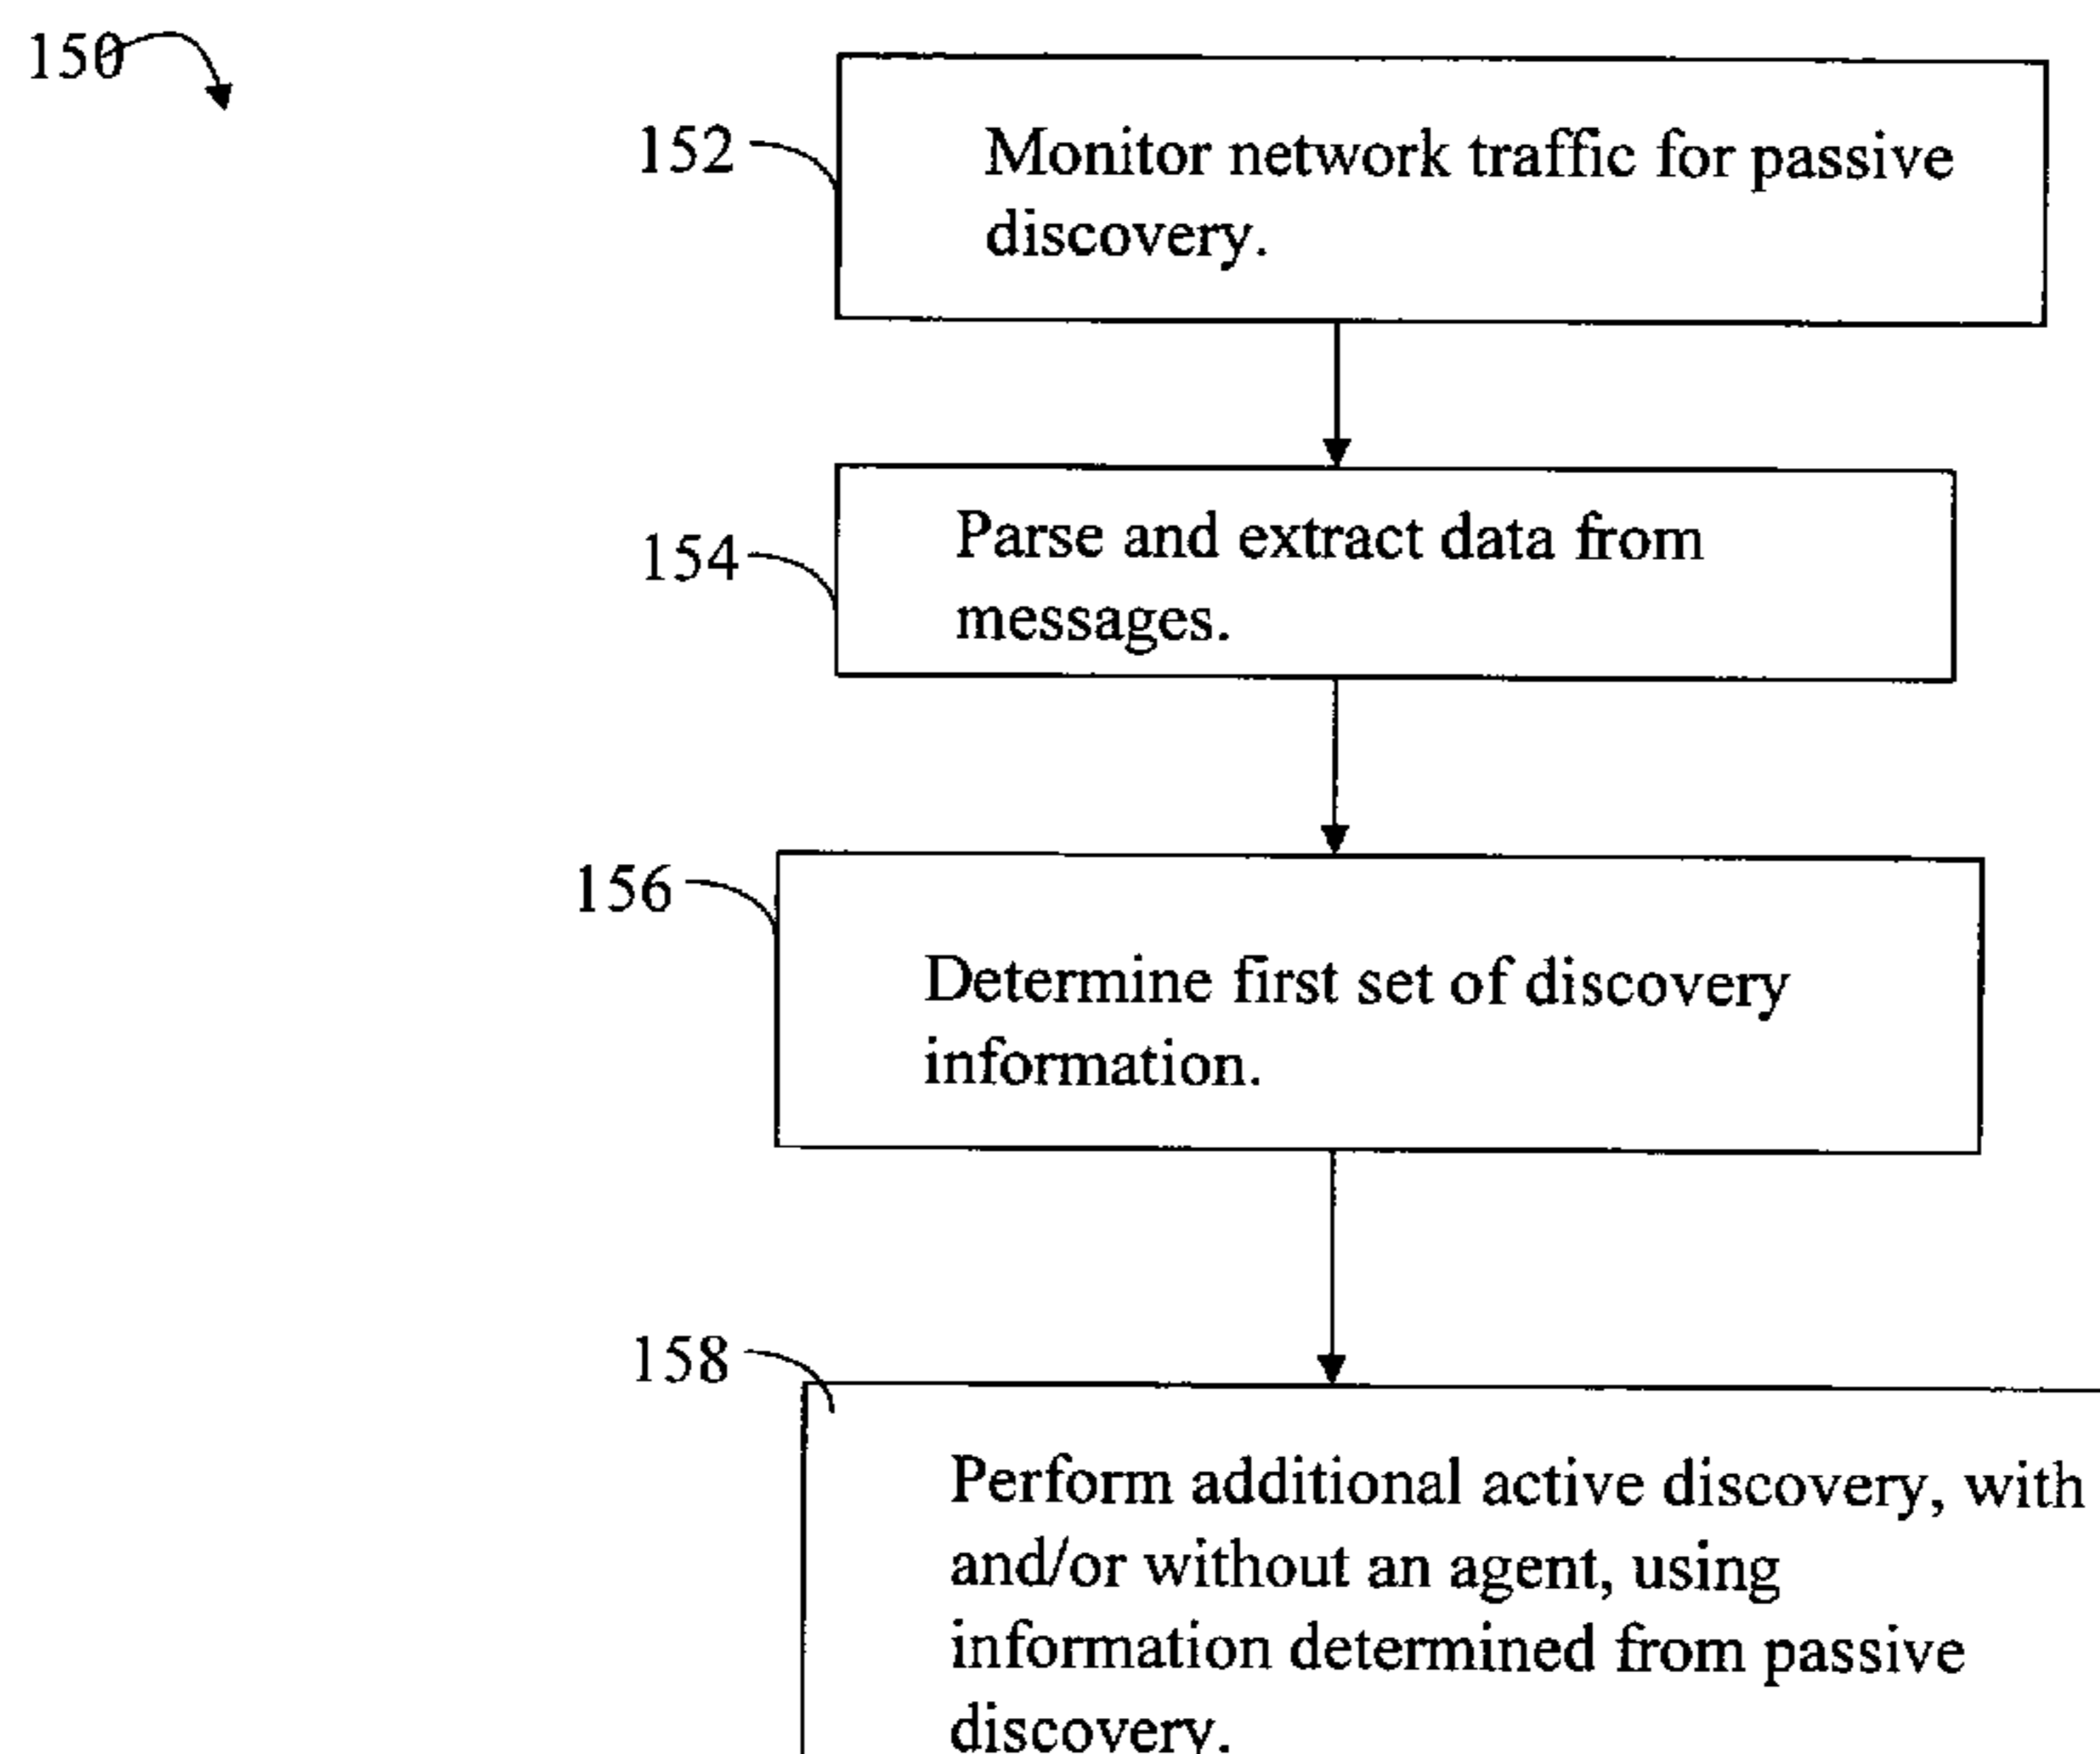 150
152
Monitor network traffic for passive
discovery.
154
Parse and extract data from
messages.
156
Determine first set of discovery
information.
158
Perform additional active discovery, with
and/or without an agent, using
information determined from passive
discovery.